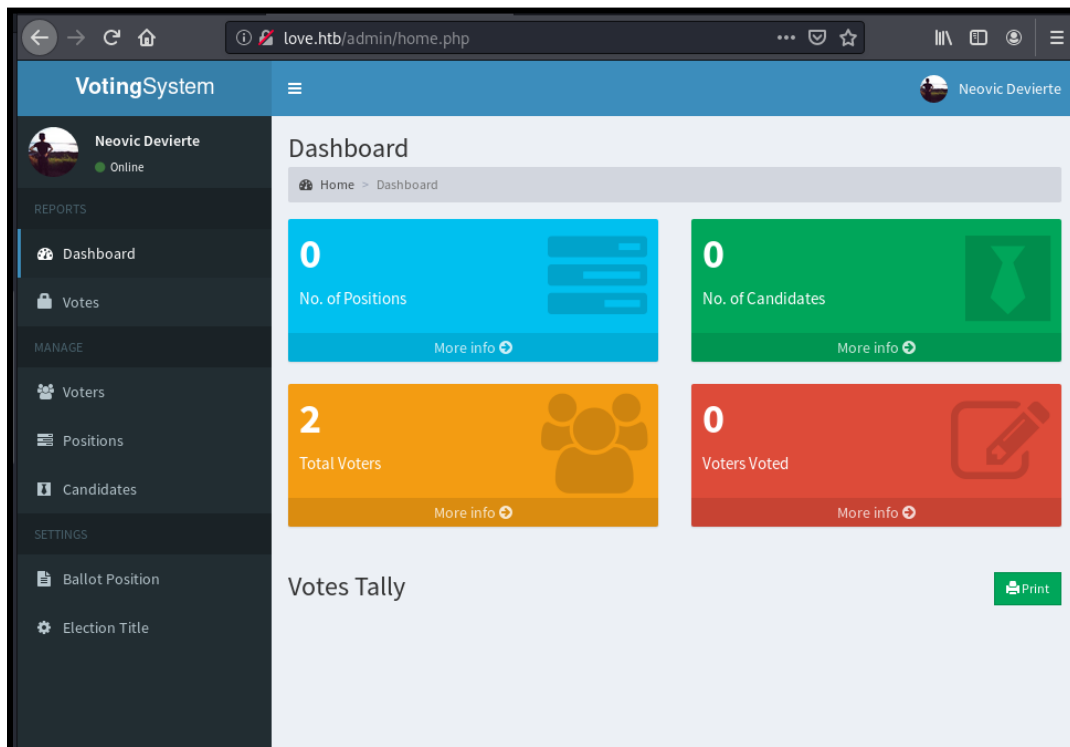 love.htb/admin/home.php
VotingSystem
Neovic Devierte
Neovic Devierte
Online
REPORTS
Dashboard
Votes
MANAGE
Voters
Positions
Candidates
SETTINGS
Ballot Position
Election Title
Dashboard
Home > Dashboard
0
No. of Positions
More info
0
No. of Candidates
More info
2
Total Voters
More info
0
Voters Voted
More info
Votes Tally
Print